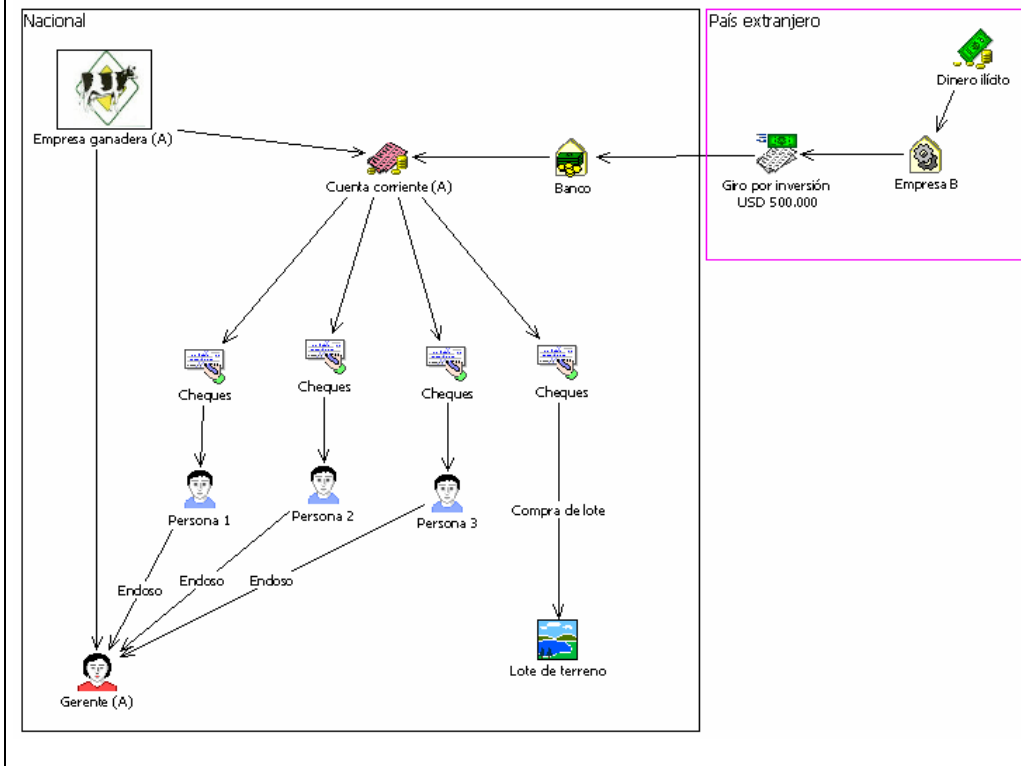 Nacional
País extranjero
Dinero ilícito
Empresa ganadera (A)
Cuenta corriente (A)
Banco
Giro por inversión
USD 500.000
Empresa B
Cheques
Cheques
Cheques
Cheques
Persona 1
Persona 2
Persona 3
Compra de lote
Endoso
Endoso
Endoso
Gerente (A)
Lote de terreno